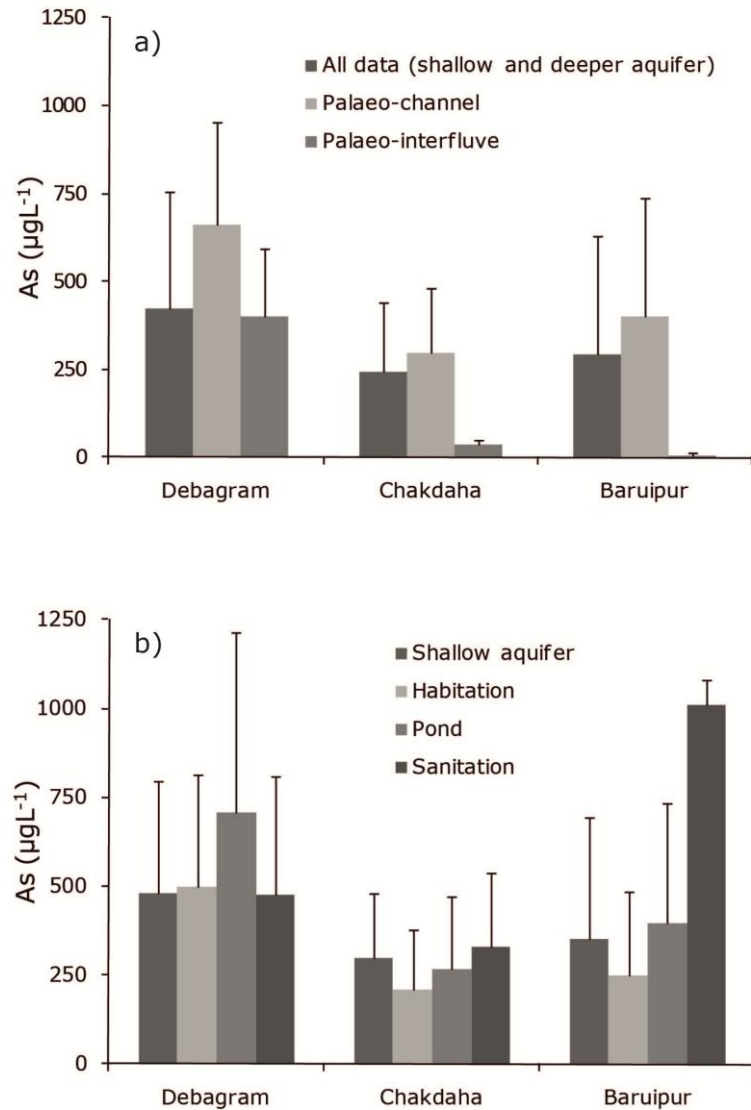 a)
1250
1000
750
500
250
0
As (µgL⁻¹)
All data (shallow and deeper aquifer)
Palaeo-channel
Palaeo-interfluve
Debagram Chakdaha Baruipur
b)
1250
1000
750
500
250
0
As (µgL⁻¹)
Shallow aquifer
Habitation
Pond
Sanitation
Debagram Chakdaha Baruipur